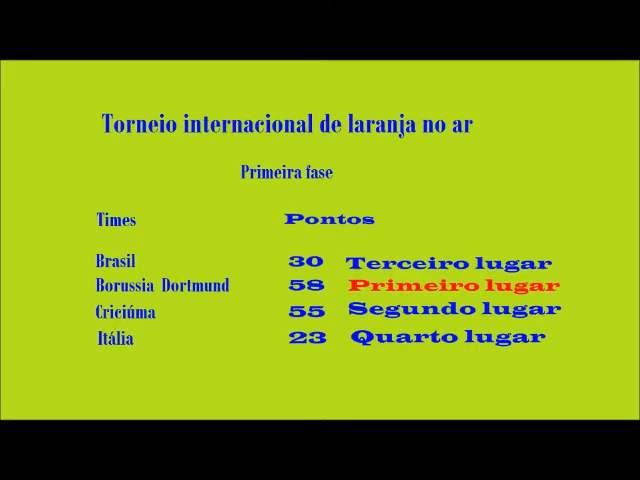 Torneio internacional de laranja no ar
Primeira fase
Times Pontos
Brasil 30 Terceiro lugar
Borussia Dortmund 58 Primeiro lugar
Criciúma 55 Segundo lugar
Itália 23 Quarto lugar